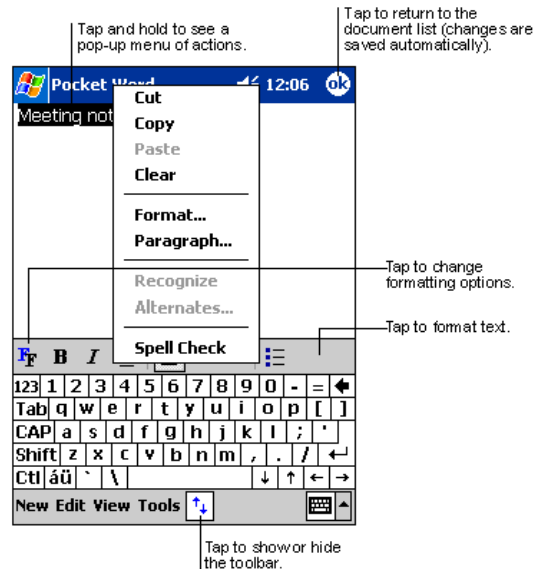 Tap and hold to see a
pop-up menu of actions.
Tap to return to the
document list (changes are
saved automatically).
Pocket Word 12:06 ok
Meeting not
Cut
Copy
Paste
Clear
Format...
Paragraph...
Recognize
Alternates...
Spell Check
Tap to change
formatting options.
Tap to format text.
FF B I
123 1 2 3 4 5 6 7 8 9 0 - =
Tab q w e r t y u i o p [ ]
CAP a s d f g h j k l ; '
Shift z x c v b n m , . /
Ctl áü ` \ ↓ ↑ ← →
New Edit View Tools
Tap to show or hide
the toolbar.